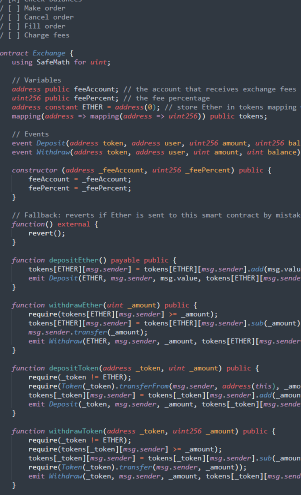 / [ ] Make order
/ [ ] Cancel order
/ [ ] Fill order
/ [ ] Charge fees
ontract Exchange {
using SafeMath for uint;
// Variables
address public feeAccount; // the account that receives exchange fees
uint256 public feePercent; // the fee percentage
address constant ETHER = address(0); // store Ether in tokens mapping
mapping(address => mapping(address => uint256)) public tokens;
// Events
event Deposit(address token, address user, uint256 amount, uint256 bal
event Withdraw(address token, address user, uint amount, uint balance)
constructor (address _feeAccount, uint256 _feePercent) public {
feeAccount = _feeAccount;
feePercent = _feePercent;
}
// Fallback: reverts if Ether is sent to this smart contract by mistak
function() external {
revert();
}
function depositEther() payable public {
tokens[ETHER][msg.sender] = tokens[ETHER][msg.sender].add(msg.valu
emit Deposit(ETHER, msg.sender, msg.value, tokens[ETHER][msg.sende
}
function withdrawEther(uint _amount) public {
require(tokens[ETHER][msg.sender] >= _amount);
tokens[ETHER][msg.sender] = tokens[ETHER][msg.sender].sub(_amount)
msg.sender.transfer(_amount);
emit Withdraw(ETHER, msg.sender, _amount, tokens[ETHER][msg.sende
}
function depositToken(address _token, uint _amount) public {
require(_token != ETHER);
require(Token(_token).transferFrom(msg.sender, address(this), _amo
tokens[_token][msg.sender] = tokens[_token][msg.sender].add(_amoun
emit Deposit(_token, msg.sender, _amount, tokens[_token][msg.sende
}
function withdrawToken(address _token, uint256 _amount) public {
require(_token != ETHER);
require(tokens[_token][msg.sender] >= _amount);
tokens[_token][msg.sender] = tokens[_token][msg.sender].sub(_amoun
require(Token(_token).transfer(msg.sender, _amount));
emit Withdraw(_token, msg.sender, _amount, tokens[_token][msg.send
}